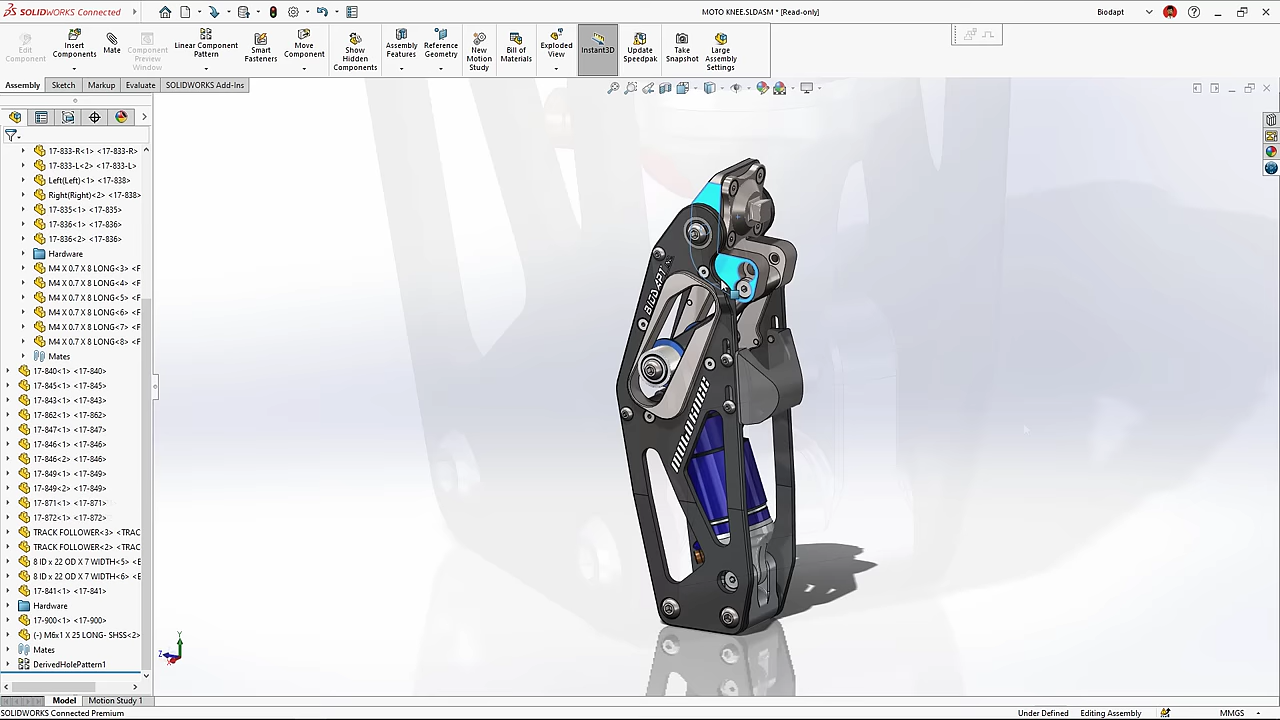 SOLIDWORKS Connected
MOTO KNEE.SLDASM * [Read-only]
Biodapt
Edit Component
Insert Components
Mate
Component Preview Window
Linear Component Pattern
Smart Fasteners
Move Component
Show Hidden Components
Assembly Features
Reference Geometry
New Motion Study
Bill of Materials
Exploded View
Instant3D
Update Speedpak
Take Snapshot
Large Assembly Settings
Assembly
Sketch
Markup
Evaluate
SOLIDWORKS Add-Ins
17-833-R<1> <17-833-R>
17-833-L<2> <17-833-L>
Left(Left)<1> <17-838>
Right(Right)<2> <17-838>
17-835<1> <17-835>
17-836<1> <17-836>
17-836<2> <17-836>
Hardware
M4 X 0.7 X 8 LONG<3> <F
M4 X 0.7 X 8 LONG<4> <F
M4 X 0.7 X 8 LONG<5> <F
M4 X 0.7 X 8 LONG<6> <F
M4 X 0.7 X 8 LONG<7> <F
M4 X 0.7 X 8 LONG<8> <F
Mates
17-840<1> <17-840>
17-845<1> <17-845>
17-843<1> <17-843>
17-862<1> <17-862>
17-847<1> <17-847>
17-846<1> <17-846>
17-846<2> <17-846>
17-849<1> <17-849>
17-849<2> <17-849>
17-871<1> <17-871>
17-872<1> <17-872>
TRACK FOLLOWER<3> <TRAC
TRACK FOLLOWER<2> <TRAC
8 ID x 22 OD X 7 WIDTH<5> <8
8 ID x 22 OD X 7 WIDTH<6> <8
17-841<1> <17-841>
Hardware
17-900<1> <17-900>
(-) M6x1 X 25 LONG- SHSS<2>
Mates
DerivedHolePattern1
BIODAPT
Y
Z
X
Model
Motion Study 1
SOLIDWORKS Connected Premium
Under Defined
Editing Assembly
MMGS